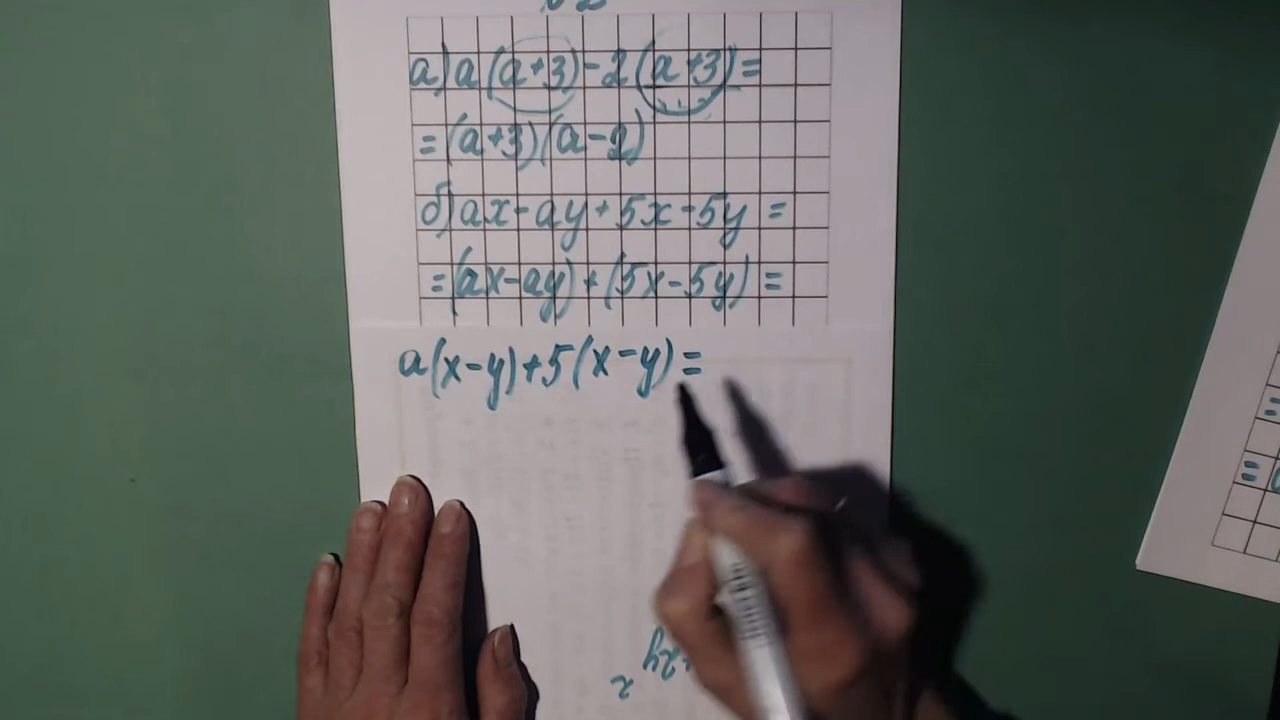 а) a(a+3)-2(a+3)=
=(a+3)(a-2)
б) ax-ay+5x-5y=
=(ax-ay)+(5x-5y)=
a(x-y)+5(x-y)=